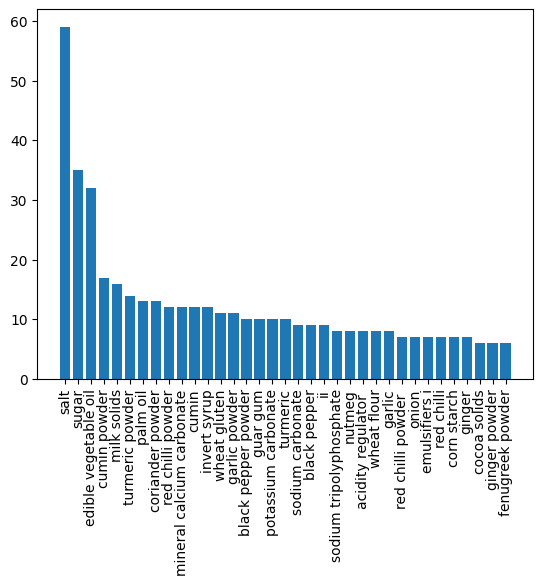 60
50
40
30
20
10
0
salt
sugar
edible vegetable oil
cumin powder
milk solids
turmeric powder
palm oil
coriander powder
red chilli powder
mineral calcium carbonate
cumin
invert syrup
wheat gluten
garlic powder
black pepper powder
guar gum
potassium carbonate
turmeric
sodium carbonate
black pepper
ii
sodium tripolyphosphate
nutmeg
acidity regulator
wheat flour
garlic
red chilli powder
onion
emulsifiers i
red chilli
corn starch
ginger
cocoa solids
ginger powder
fenugreek powder